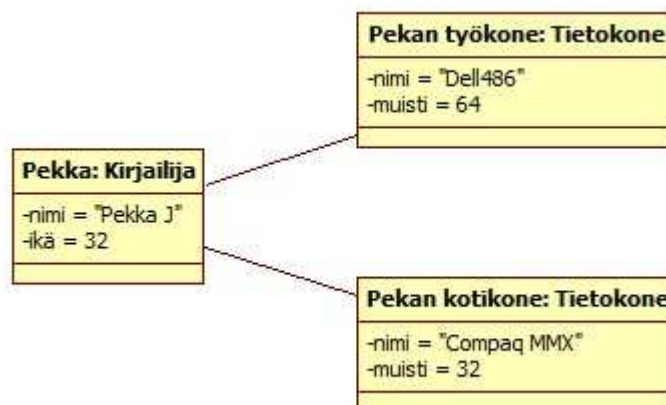 Pekan työkone: Tietokone
-nimi = "Dell486"
-muisti = 64
Pekka: Kirjailija
-nimi = "Pekka J"
-ikä = 32
Pekan kotikone: Tietokone
-nimi = "Compaq MMX"
-muisti = 32